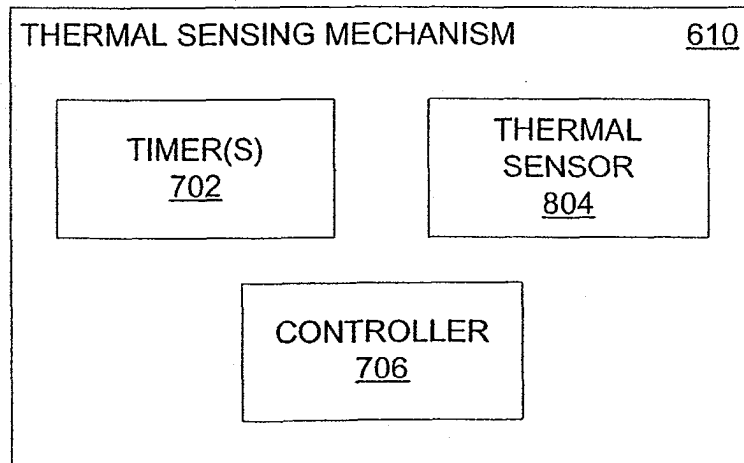 THERMAL SENSING MECHANISM 610
TIMER(S)
702
THERMAL
SENSOR
804
CONTROLLER
706